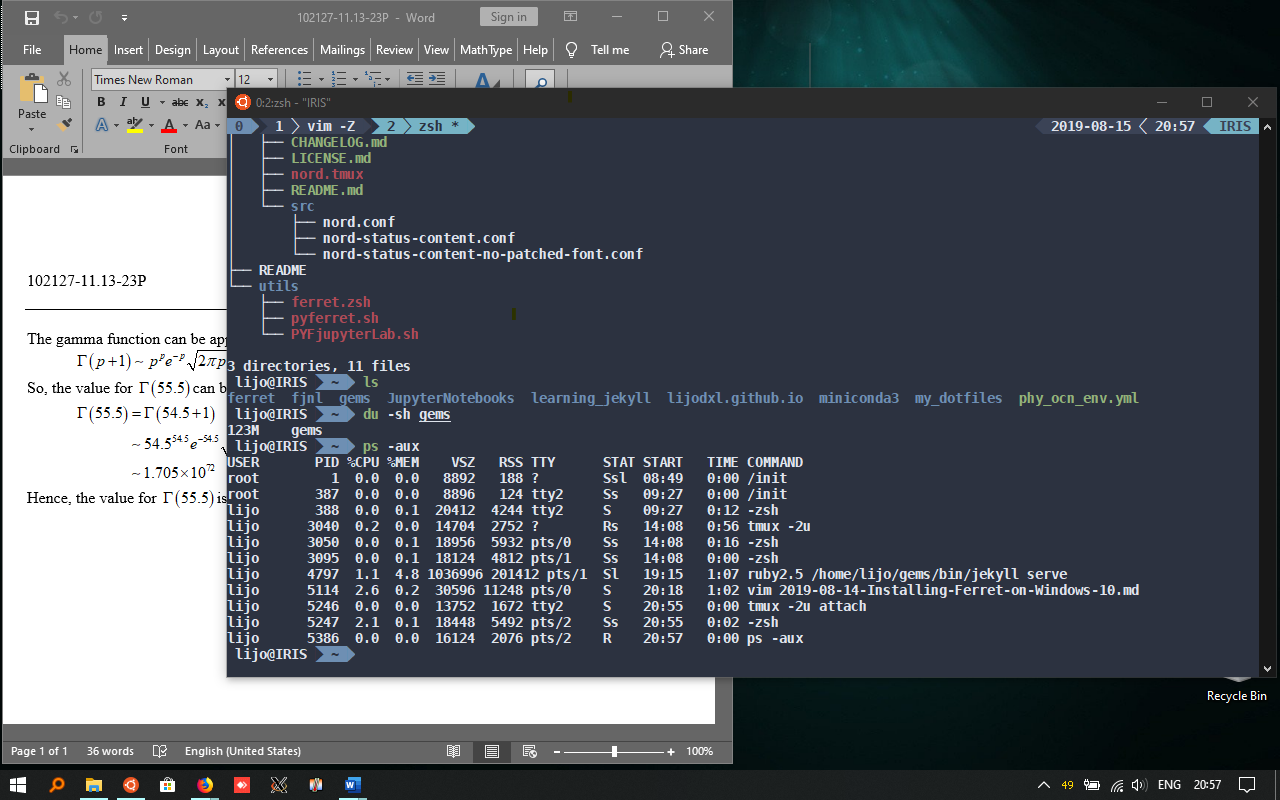 102127-11.13-23P - Word
Sign in
File Home Insert Design Layout References Mailings Review View MathType Help Tell me Share
Paste
Times New Roman 12
B I U abc x₂ x
A ab A Aa
Clipboard Font
102127-11.13-23P
The gamma function can be ap
Γ(p+1) ~ pᵖe⁻ᵖ√2πp
So, the value for Γ(55.5) can b
Γ(55.5) = Γ(54.5+1)
~ 54.5⁵⁴·⁵e⁻⁵⁴·⁵√
~ 1.705×10⁷²
Hence, the value for Γ(55.5) is
Page 1 of 1 36 words English (United States) 100%
0:2:zsh - "IRIS"
0 1 vim -Z 2 zsh * 2019-08-15 20:57 IRIS
│   ├── CHANGELOG.md
│   ├── LICENSE.md
│   ├── nord.tmux
│   ├── README.md
│   └── src
│       ├── nord.conf
│       ├── nord-status-content.conf
│       └── nord-status-content-no-patched-font.conf
├── README
└── utils
    ├── ferret.zsh
    ├── pyferret.sh
    └── PYFjupyterLab.sh
3 directories, 11 files
lijo@IRIS ~ ls
ferret fjnl gems JupyterNotebooks learning_jekyll lijodxl.github.io miniconda3 my_dotfiles phy_ocn_env.yml
lijo@IRIS ~ du -sh gems
123M gems
lijo@IRIS ~ ps -aux
USER PID %CPU %MEM VSZ RSS TTY STAT START TIME COMMAND
root 1 0.0 0.0 8892 188 ? Ssl 08:49 0:00 /init
root 387 0.0 0.0 8896 124 tty2 Ss 09:27 0:00 /init
lijo 388 0.0 0.1 20412 4244 tty2 S 09:27 0:12 -zsh
lijo 3040 0.2 0.0 14704 2752 ? Rs 14:08 0:56 tmux -2u
lijo 3050 0.0 0.1 18956 5932 pts/0 Ss 14:08 0:16 -zsh
lijo 3095 0.0 0.1 18124 4812 pts/1 Ss 14:08 0:00 -zsh
lijo 4797 1.1 4.8 1036996 201412 pts/1 Sl 19:15 1:07 ruby2.5 /home/lijo/gems/bin/jekyll serve
lijo 5114 2.6 0.2 30596 11248 pts/0 S 20:18 1:02 vim 2019-08-14-Installing-Ferret-on-Windows-10.md
lijo 5246 0.0 0.0 13752 1672 tty2 S 20:55 0:00 tmux -2u attach
lijo 5247 2.1 0.1 18448 5492 pts/2 Ss 20:55 0:02 -zsh
lijo 5386 0.0 0.0 16124 2076 pts/2 R 20:57 0:00 ps -aux
lijo@IRIS ~
Recycle Bin
49 ENG 20:57